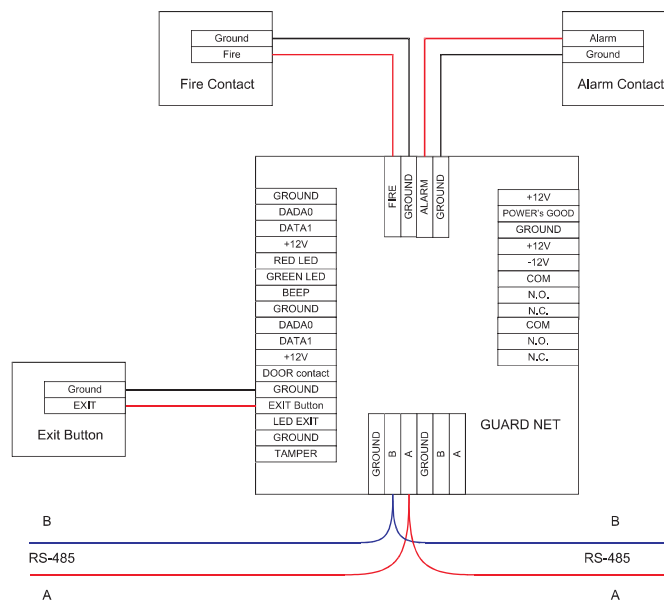 Ground
Fire
Fire Contact
Alarm
Ground
Alarm Contact
FIRE
GROUND
ALARM
GROUND
GROUND
DADA0
DATA1
+12V
RED LED
GREEN LED
BEEP
GROUND
DADA0
DATA1
+12V
DOOR contact
GROUND
EXIT Button
LED EXIT
GROUND
TAMPER
+12V
POWER's GOOD
GROUND
+12V
-12V
COM
N.O.
N.C.
COM
N.O.
N.C.
Ground
EXIT
Exit Button
GUARD NET
GROUND
B
A
GROUND
B
A
B
B
RS-485
RS-485
A
A